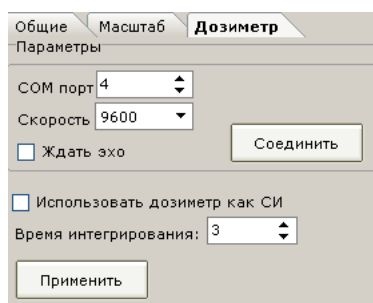 Общие Масштаб Дозиметр
Параметры
COM порт 4
Скорость 9600
Ждать эхо
Соединить
Использовать дозиметр как СИ
Время интегрирования: 3
Применить